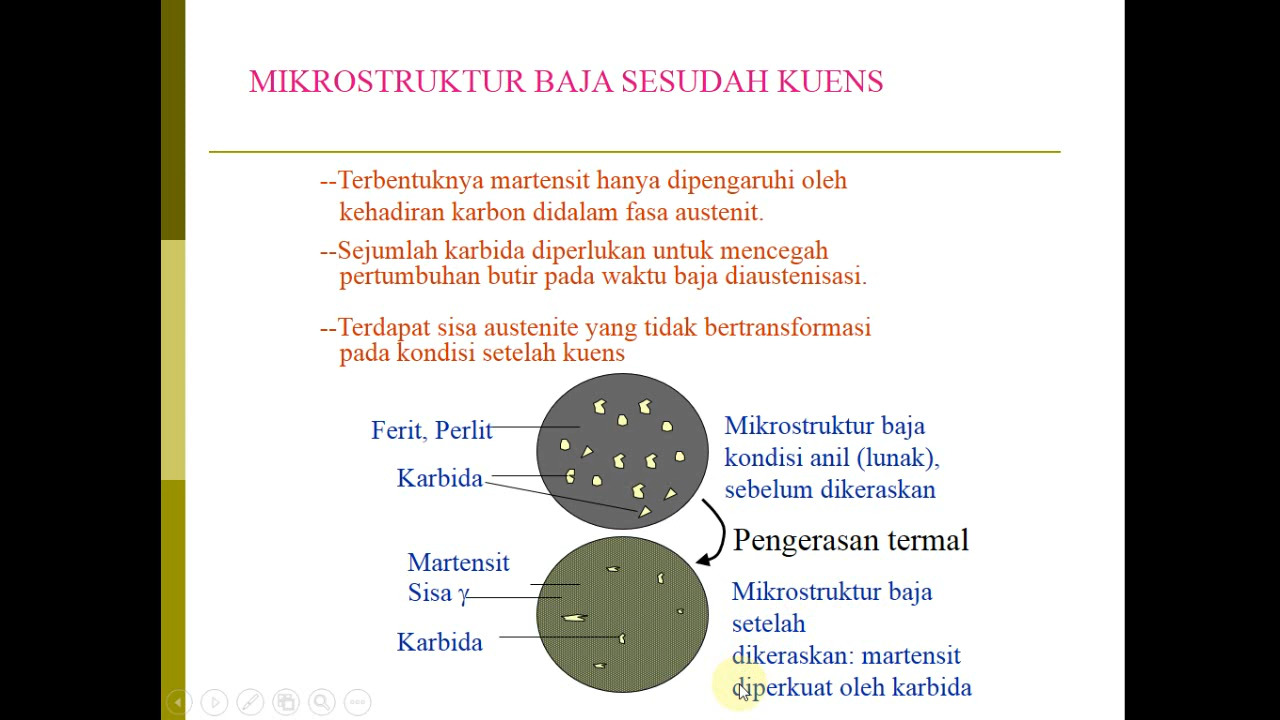 MIKROSTRUKTUR BAJA SESUDAH KUENS
--Terbentuknya martensit hanya dipengaruhi oleh
kehadiran karbon didalam fasa austenit.
--Sejumlah karbida diperlukan untuk mencegah
pertumbuhan butir pada waktu baja diaustenisasi.
--Terdapat sisa austenite yang tidak bertransformasi
pada kondisi setelah kuens
Ferit, Perlit
Karbida
Mikrostruktur baja
kondisi anil (lunak),
sebelum dikeraskan
Pengerasan termal
Martensit
Sisa γ
Karbida
Mikrostruktur baja
setelah
dikeraskan: martensit
diperkuat oleh karbida